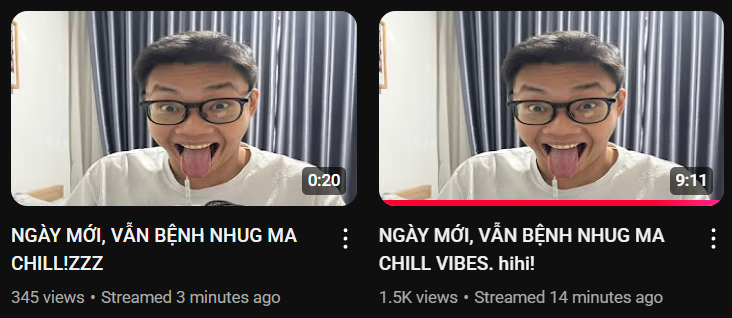 0:20
9:11
NGÀY MỚI, VẪN BỆNH NHUG MA
CHILL!ZZZ
345 views • Streamed 3 minutes ago
NGÀY MỚI, VẪN BỆNH NHUG MA
CHILL VIBES. hihi!
1.5K views • Streamed 14 minutes ago